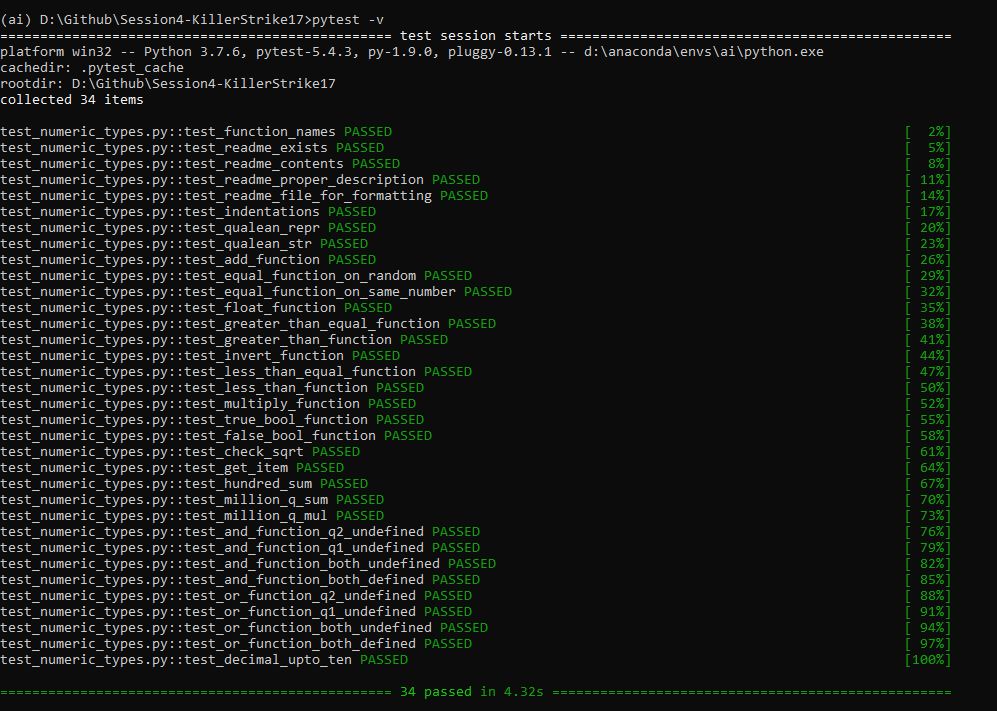 (ai) D:\Github\Session4-KillerStrike17>pytest -v
================================================= test session starts =================================================
platform win32 -- Python 3.7.6, pytest-5.4.3, py-1.9.0, pluggy-0.13.1 -- d:\anaconda\envs\ai\python.exe
cachedir: .pytest_cache
rootdir: D:\Github\Session4-KillerStrike17
collected 34 items
test_numeric_types.py::test_function_names PASSED [  2%]
test_numeric_types.py::test_readme_exists PASSED [  5%]
test_numeric_types.py::test_readme_contents PASSED [  8%]
test_numeric_types.py::test_readme_proper_description PASSED [ 11%]
test_numeric_types.py::test_readme_file_for_formatting PASSED [ 14%]
test_numeric_types.py::test_indentations PASSED [ 17%]
test_numeric_types.py::test_qualean_repr PASSED [ 20%]
test_numeric_types.py::test_qualean_str PASSED [ 23%]
test_numeric_types.py::test_add_function PASSED [ 26%]
test_numeric_types.py::test_equal_function_on_random PASSED [ 29%]
test_numeric_types.py::test_equal_function_on_same_number PASSED [ 32%]
test_numeric_types.py::test_float_function PASSED [ 35%]
test_numeric_types.py::test_greater_than_equal_function PASSED [ 38%]
test_numeric_types.py::test_greater_than_function PASSED [ 41%]
test_numeric_types.py::test_invert_function PASSED [ 44%]
test_numeric_types.py::test_less_than_equal_function PASSED [ 47%]
test_numeric_types.py::test_less_than_function PASSED [ 50%]
test_numeric_types.py::test_multiply_function PASSED [ 52%]
test_numeric_types.py::test_true_bool_function PASSED [ 55%]
test_numeric_types.py::test_false_bool_function PASSED [ 58%]
test_numeric_types.py::test_check_sqrt PASSED [ 61%]
test_numeric_types.py::test_get_item PASSED [ 64%]
test_numeric_types.py::test_hundred_sum PASSED [ 67%]
test_numeric_types.py::test_million_q_sum PASSED [ 70%]
test_numeric_types.py::test_million_q_mul PASSED [ 73%]
test_numeric_types.py::test_and_function_q2_undefined PASSED [ 76%]
test_numeric_types.py::test_and_function_q1_undefined PASSED [ 79%]
test_numeric_types.py::test_and_function_both_undefined PASSED [ 82%]
test_numeric_types.py::test_and_function_both_defined PASSED [ 85%]
test_numeric_types.py::test_or_function_q2_undefined PASSED [ 88%]
test_numeric_types.py::test_or_function_q1_undefined PASSED [ 91%]
test_numeric_types.py::test_or_function_both_undefined PASSED [ 94%]
test_numeric_types.py::test_or_function_both_defined PASSED [ 97%]
test_numeric_types.py::test_decimal_upto_ten PASSED [100%]
================================================= 34 passed in 4.32s ==================================================